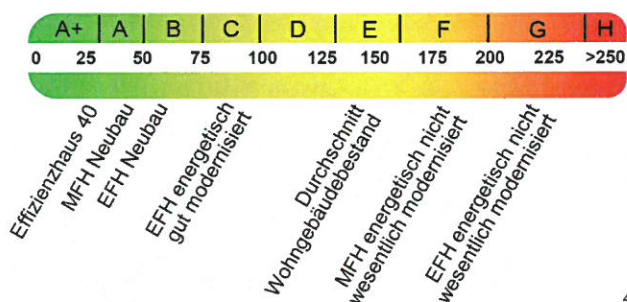 A+ A B C D E F G H
0 25 50 75 100 125 150 175 200 225 >250
Effizienzhaus 40
MFH Neubau
EFH Neubau
EFH energetisch
gut modernisiert
Durchschnitt
Wohngebäudebestand
MFH energetisch nicht
wesentlich modernisiert
EFH energetisch nicht
wesentlich modernisiert